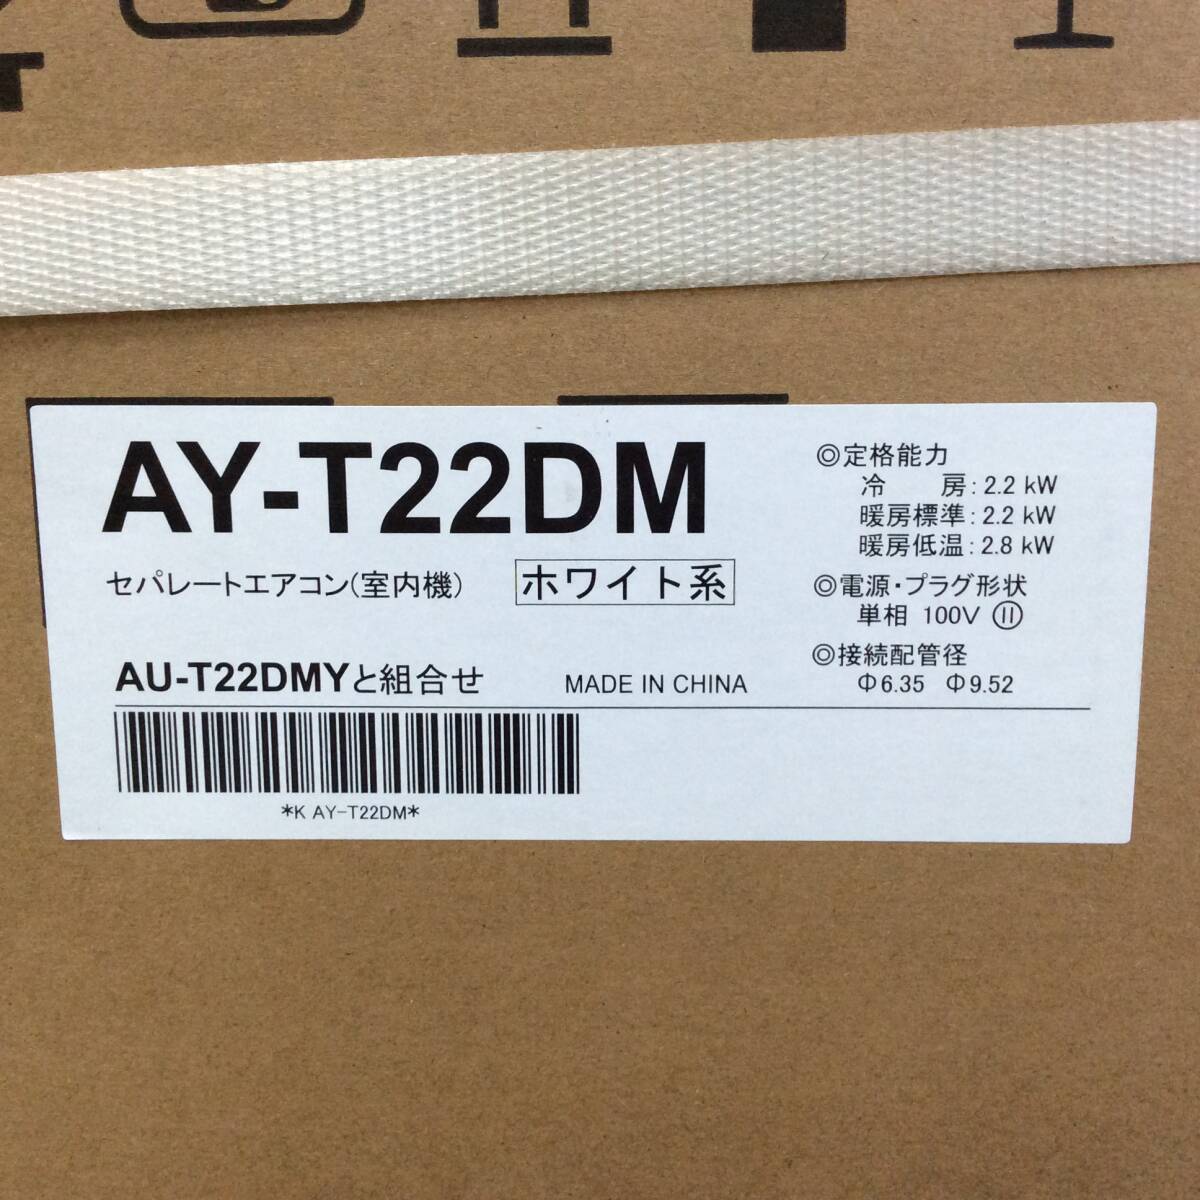 AY-T22DM
セパレートエアコン(室内機) ホワイト系
AU-T22DMYと組合せ MADE IN CHINA
*K AY-T22DM*
◎定格能力
冷 房:2.2 kW
暖房標準:2.2 kW
暖房低温:2.8 kW
◎電源・プラグ形状
単相 100V
◎接続配管径
Φ6.35 Φ9.52